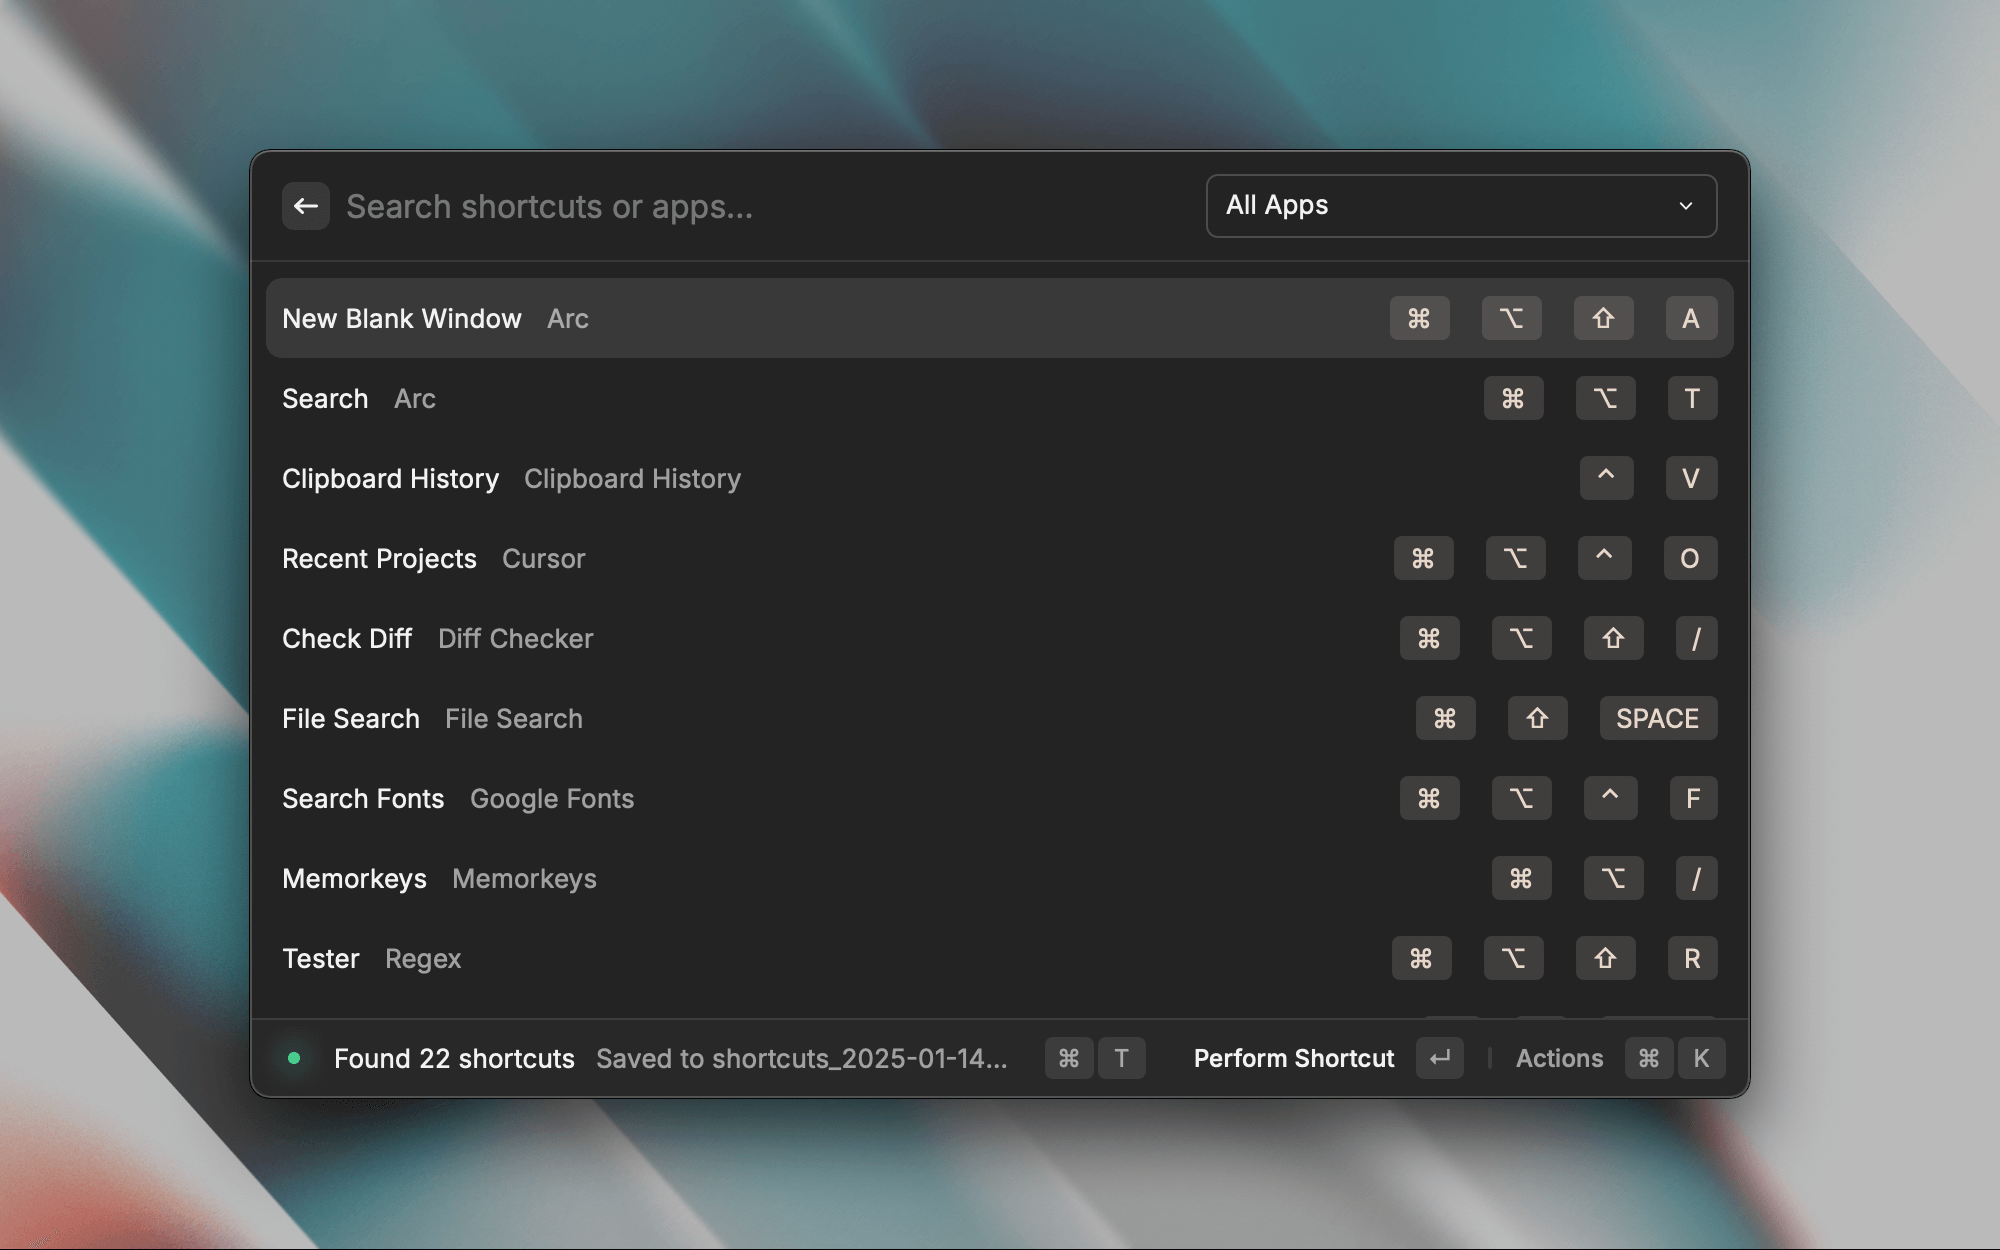 Search shortcuts or apps...
All Apps
New Blank Window Arc ⌘ ⌥ ⇧ A
Search Arc ⌘ ⌥ T
Clipboard History Clipboard History ^ V
Recent Projects Cursor ⌘ ⌥ ^ O
Check Diff Diff Checker ⌘ ⌥ ⇧ /
File Search File Search ⌘ ⇧ SPACE
Search Fonts Google Fonts ⌘ ⌥ ^ F
Memorkeys Memorkeys ⌘ ⌥ /
Tester Regex ⌘ ⌥ ⇧ R
Found 22 shortcuts Saved to shortcuts_2025-01-14... ⌘ T Perform Shortcut ↵ Actions ⌘ K